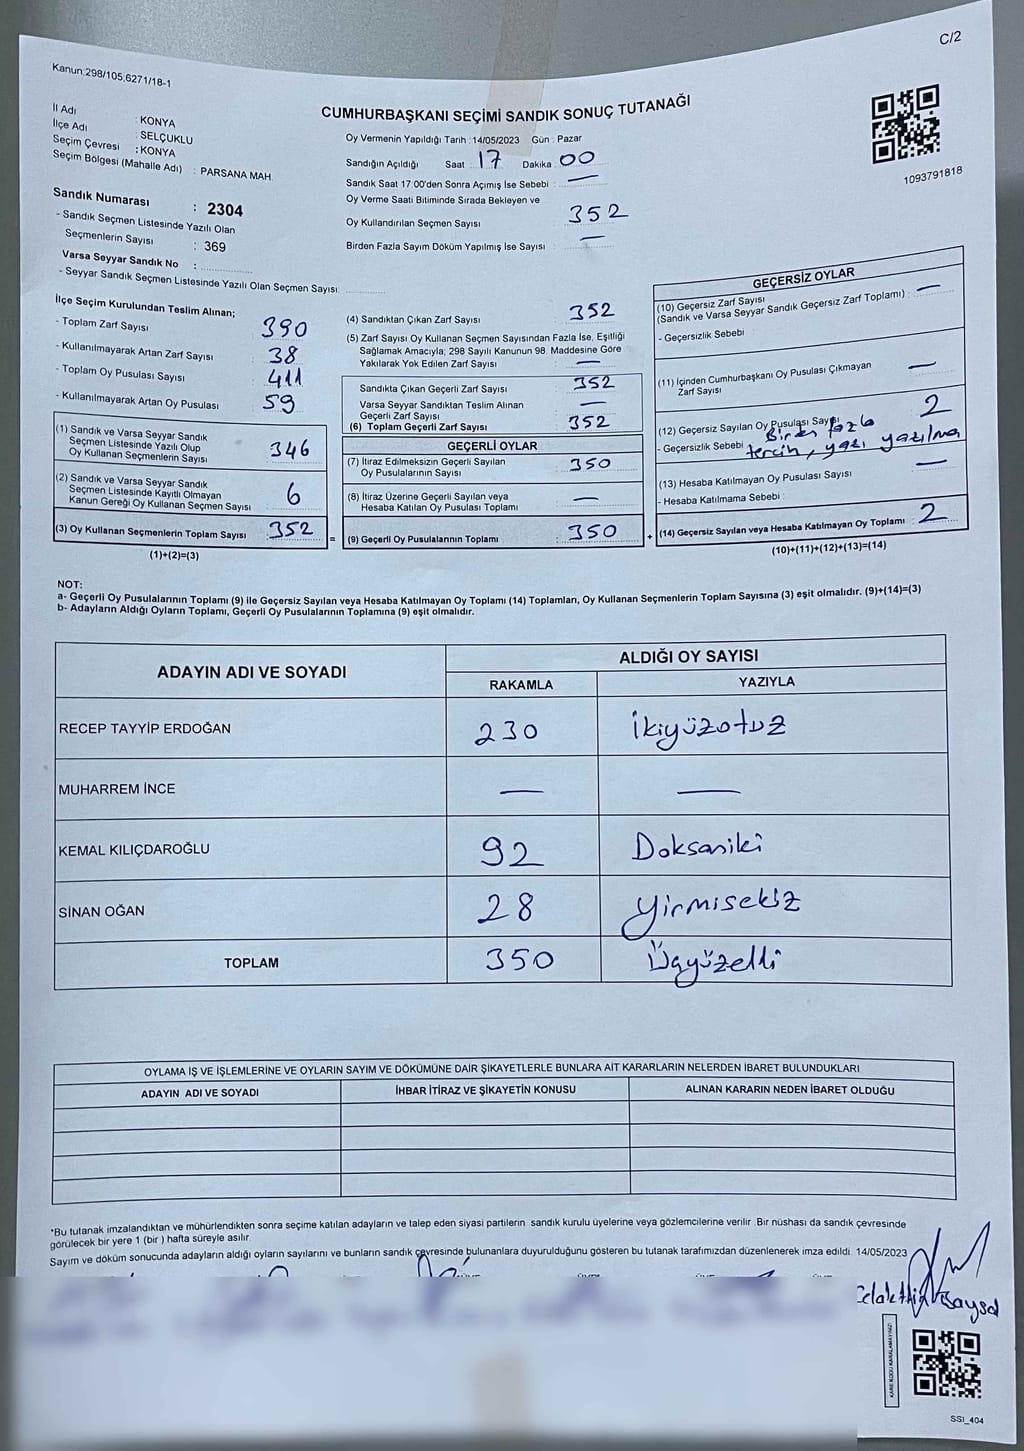 C/2
Kanun;298/105,6271/18-1
CUMHURBAŞKANI SEÇİMİ SANDIK SONUÇ TUTANAĞI
İl Adı : KONYA
İlçe Adı : SELÇUKLU
Seçim Çevresi : KONYA
Seçim Bölgesi (Mahalle Adı) : PARSANA MAH.
Sandık Numarası : 2304
- Sandık Seçmen Listesinde Yazılı Olan
Seçmenlerin Sayısı : 369
Varsa Seyyar Sandık No :
- Seyyar Sandık Seçmen Listesinde Yazılı Olan Seçmen Sayısı:
Oy Vermenin Yapıldığı Tarih : 14/05/2023 Gün : Pazar
Sandığın Açıldığı Saat : 17 Dakika : 00
Sandık Saat 17:00'den Sonra Açımış İse Sebebi : —
Oy Verme Saati Bitiminde Sırada Bekleyen ve
Oy Kullandırılan Seçmen Sayısı 352
Birden Fazla Sayım Döküm Yapılmış İse Sayısı : —
1093791818
İlçe Seçim Kurulundan Teslim Alınan;
- Toplam Zarf Sayısı : 390
- Kullanılmayarak Artan Zarf Sayısı : 38
- Toplam Oy Pusulası Sayısı : 411
- Kullanılmayarak Artan Oy Pusulası : 59
(1) Sandık ve Varsa Seyyar Sandık
Seçmen Listesinde Yazılı Olup
Oy Kullanan Seçmenlerin Sayısı : 346
(2) Sandık ve Varsa Seyyar Sandık
Seçmen Listesinde Kayıtlı Olmayan
Kanun Gereği Oy Kullanan Seçmen Sayısı : 6
(3) Oy Kullanan Seçmenlerin Toplam Sayısı : 352
(1)+(2)=(3)
=
(4) Sandıktan Çıkan Zarf Sayısı : 352
(5) Zarf Sayısı Oy Kullanan Seçmen Sayısından Fazla İse, Eşitliği
Sağlamak Amacıyla; 298 Sayılı Kanunun 98. Maddesine Göre
Yakılarak Yok Edilen Zarf Sayısı : —
Sandıkta Çıkan Geçerli Zarf Sayısı : 352
Varsa Seyyar Sandıktan Teslim Alınan
Geçerli Zarf Sayısı : —
(6) Toplam Geçerli Zarf Sayısı : 352
GEÇERLİ OYLAR
(7) İtiraz Edilmeksizin Geçerli Sayılan
Oy Pusulalarının Sayısı : 350
(8) İtiraz Üzerine Geçerli Sayılan veya
Hesaba Katılan Oy Pusulası Toplamı : —
(9) Geçerli Oy Pusulalarının Toplamı : 350
+
GEÇERSİZ OYLAR
(10) Geçersiz Zarf Sayısı
(Sandık ve Varsa Seyyar Sandık Geçersiz Zarf Toplamı) : —
- Geçersizlik Sebebi :
(11) İçinden Cumhurbaşkanı Oy Pusulası Çıkmayan
Zarf Sayısı : —
(12) Geçersiz Sayılan Oy Pusulası Sayısı : 2
- Geçersizlik Sebebi : Birden fazla
tercih, yazı yazılma
(13) Hesaba Katılmayan Oy Pusulası Sayısı : —
- Hesaba Katılmama Sebebi :
(14) Geçersiz Sayılan veya Hesaba Katılmayan Oy Toplamı : 2
(10)+(11)+(12)+(13)=(14)
NOT:
a- Geçerli Oy Pusulalarının Toplamı (9) ile Geçersiz Sayılan veya Hesaba Katılmayan Oy Toplamı (14) Toplamları, Oy Kullanan Seçmenlerin Toplam Sayısına (3) eşit olmalıdır. (9)+(14)=(3)
b- Adayların Aldığı Oyların Toplamı, Geçerli Oy Pusulalarının Toplamına (9) eşit olmalıdır.
ADAYIN ADI VE SOYADI ALDIĞI OY SAYISI
RAKAMLA YAZIYLA
RECEP TAYYİP ERDOĞAN 230 ikiyüzotuz
MUHARREM İNCE — —
KEMAL KILIÇDAROĞLU 92 Doksaniki
SİNAN OĞAN 28 Yirmisekiz
TOPLAM 350 Üçyüzelli
OYLAMA İŞ VE İŞLEMLERİNE VE OYLARIN SAYIM VE DÖKÜMÜNE DAİR ŞİKAYETLERLE BUNLARA AİT KARARLARIN NELERDEN İBARET BULUNDUKLARI
ADAYIN ADI VE SOYADI İHBAR İTİRAZ VE ŞİKAYETİN KONUSU ALINAN KARARIN NEDEN İBARET OLDUĞU
*Bu tutanak imzalandıktan ve mühürlendikten sonra seçime katılan adayların ve talep eden siyasi partilerin sandık kurulu üyelerine veya gözlemcilerine verilir. Bir nüshası da sandık çevresinde
görülecek bir yere 1 (bir ) hafta süreyle asılır.
Sayım ve döküm sonucunda adayların aldığı oyların sayılarını ve bunların sandık çevresinde bulunanlara duyurulduğunu gösteren bu tutanak tarafımızdan düzenlenerek imza edildi. 14/05/2023
KARE KODU KARALAMAYINIZ!
SSI_404